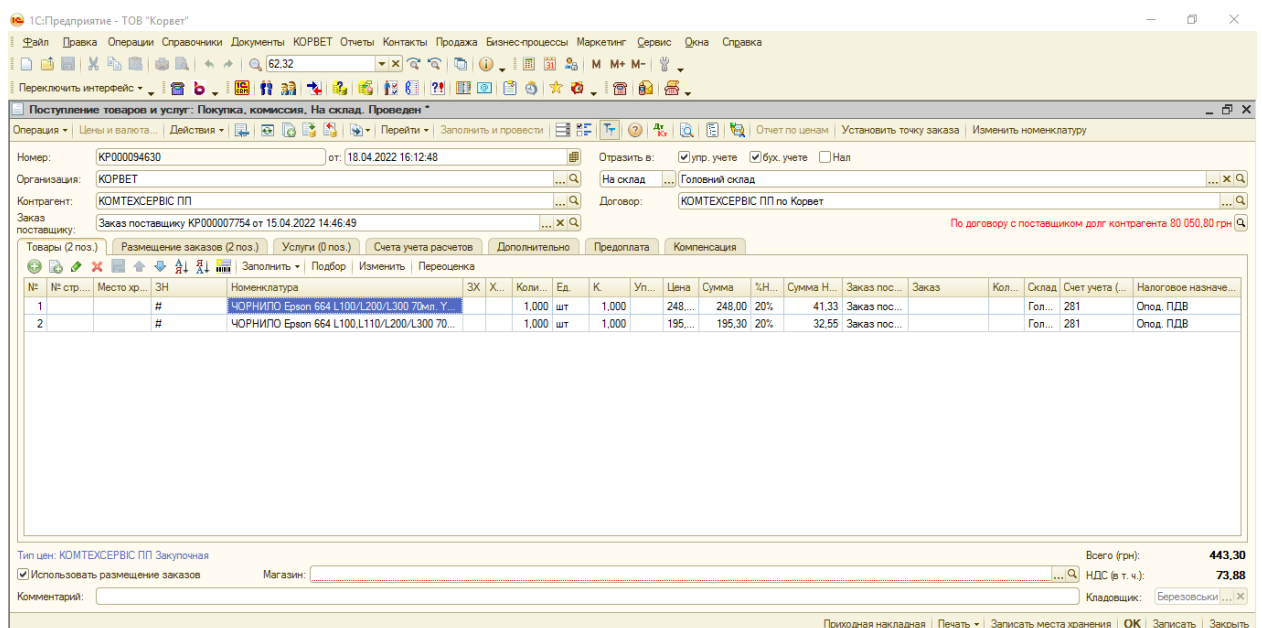 1С:Предприятие - ТОВ "Корвет"
Файл Правка Операции Справочники Документы КОРВЕТ Отчеты Контакты Продажа Бизнес-процессы Маркетинг Сервис Окна Справка
62,32 M M+ M-
Переключить интерфейс
Поступление товаров и услуг: Покупка, комиссия, На склад. Проведен *
Операция Цены и валюта... Действия Перейти Заполнить и провести Отчет по ценам Установить точку заказа Изменить номенклатуру
Номер: КР000094630 от: 18.04.2022 16:12:48 Отразить в: упр. учете бух. учете Нал
Организация: КОРВЕТ ... На склад ... Головний склад ...
Контрагент: КОМТЕХСЕРВІС ПП ... Договор: КОМТЕХСЕРВІС ПП по Корвет ...
Заказ поставщику: Заказ поставщику КР000007754 от 15.04.2022 14:46:49 ... По договору с поставщиком долг контрагента 80 050,80 грн
Товары (2 поз.) Размещение заказов (2 поз.) Услуги (0 поз.) Счета учета расчетов Дополнительно Предоплата Компенсация
Заполнить Подбор Изменить Переоценка
№ № стр... Место хр... ЗН Номенклатура ЗХ Х... Коли... Ед. К. Уп... Цена Сумма %Н... Сумма Н... Заказ пос... Заказ Кол... Склад Счет учета (... Налоговое назначе...
1 # ЧОРНИЛО Epson 664 L100/L200/L300 70мл. Y... 1,000 шт 1,000 248,... 248,00 20% 41,33 Заказ пос... Гол... 281 Опод. ПДВ
2 # ЧОРНИЛО Epson 664 L100,L110/L200/L300 70... 1,000 шт 1,000 195,... 195,30 20% 32,55 Заказ пос... Гол... 281 Опод. ПДВ
Тип цен: КОМТЕХСЕРВІС ПП Закупочная Всего (грн): 443,30
Использовать размещение заказов Магазин: ... НДС (в т. ч.): 73,88
Комментарий: Кладовщик: Березовськи ...
Приходная накладная Печать Записать места хранения OK Записать Закрыть